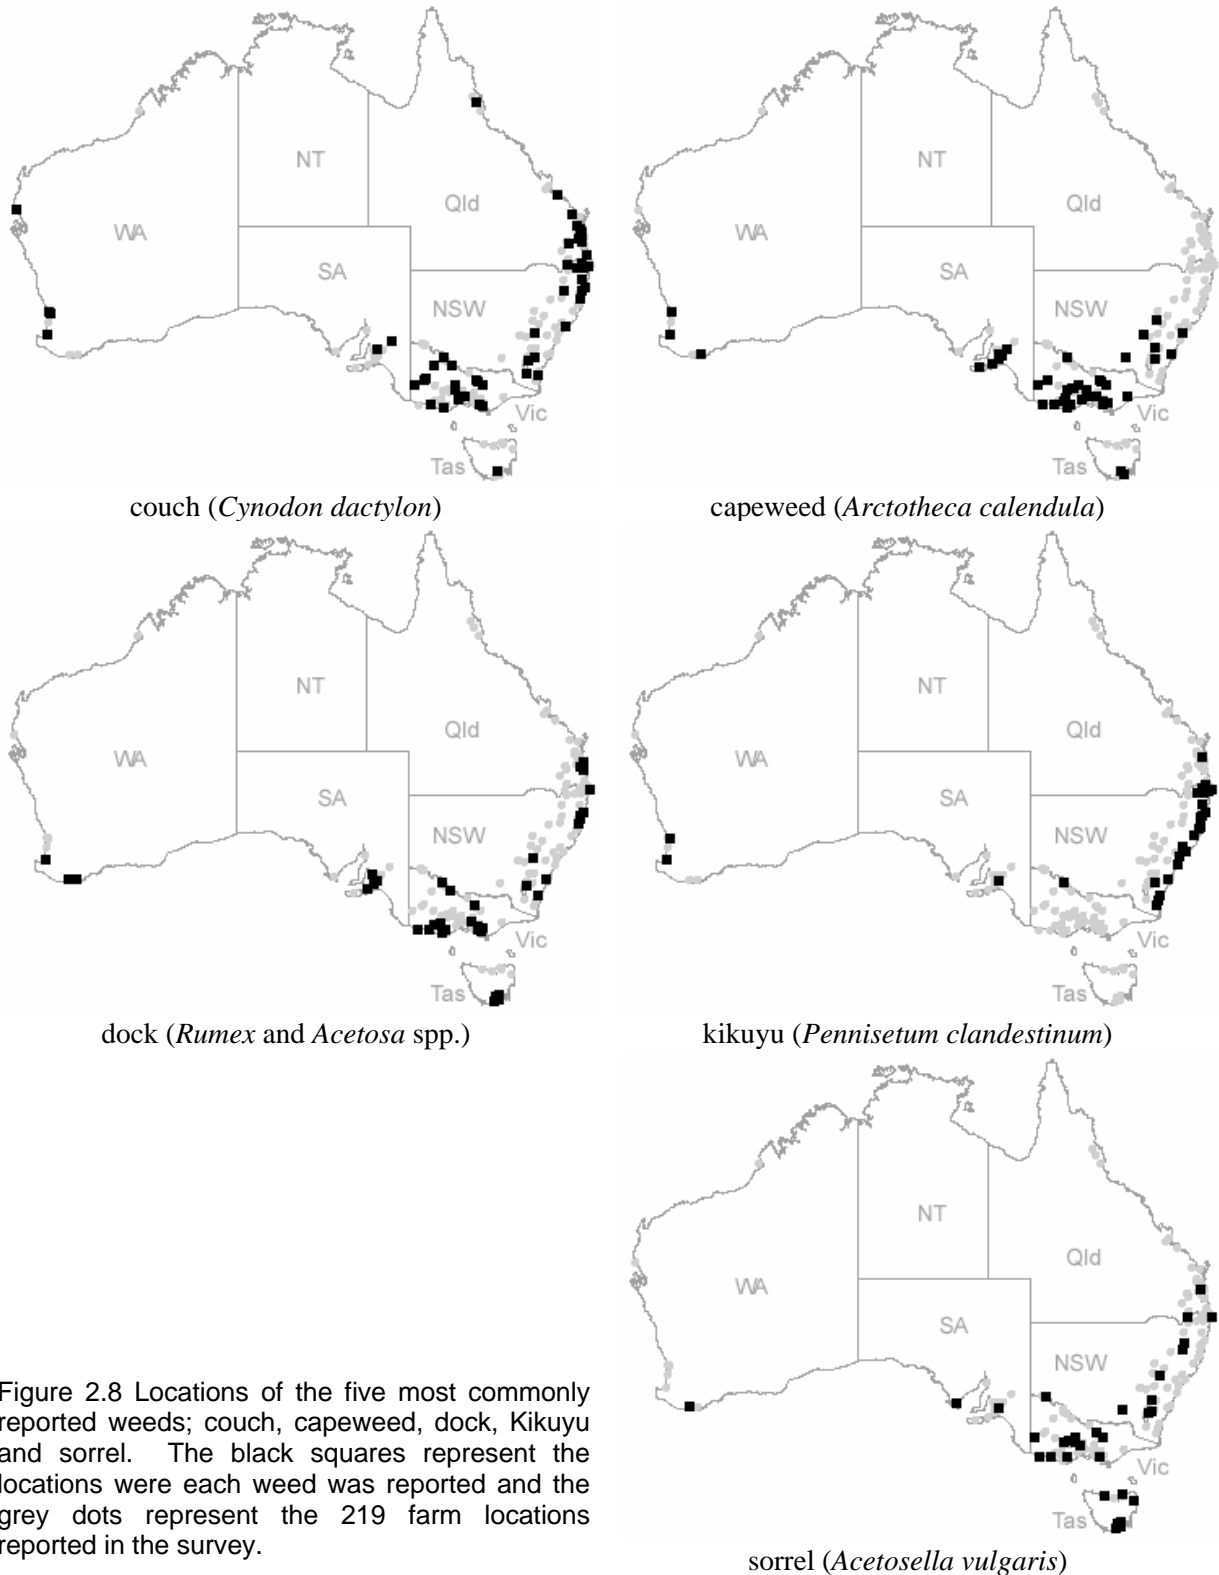 NT
Qld
WA
SA
NSW
Vic
Tas
couch (Cynodon dactylon)
NT
Qld
WA
SA
NSW
Vic
Tas
capeweed (Arctotheca calendula)
NT
Qld
WA
SA
NSW
Vic
Tas
dock (Rumex and Acetosa spp.)
NT
Qld
WA
SA
NSW
Vic
Tas
kikuyu (Pennisetum clandestinum)
Figure 2.8 Locations of the five most commonly
reported weeds; couch, capeweed, dock, Kikuyu
and sorrel. The black squares represent the
locations were each weed was reported and the
grey dots represent the 219 farm locations
reported in the survey.
NT
Qld
WA
SA
NSW
Vic
Tas
sorrel (Acetosella vulgaris)